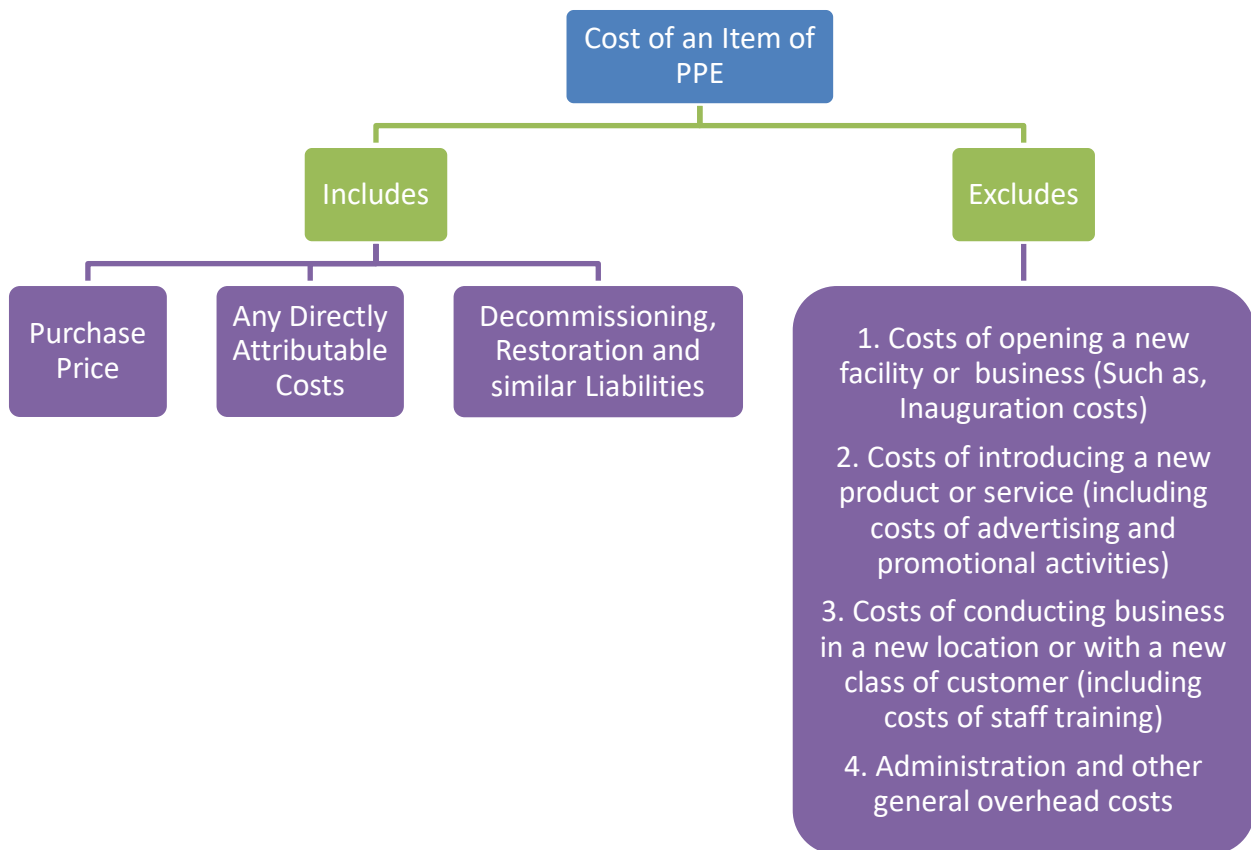 Cost of an Item of
PPE
Includes
Excludes
Purchase
Price
Any Directly
Attributable
Costs
Decommissioning,
Restoration and
similar Liabilities
1. Costs of opening a new
facility or  business (Such as,
Inauguration costs)
2. Costs of introducing a new
product or service (including
costs of advertising and
promotional activities)
3. Costs of conducting business
in a new location or with a new
class of customer (including
costs of staff training)
4. Administration and other
general overhead costs